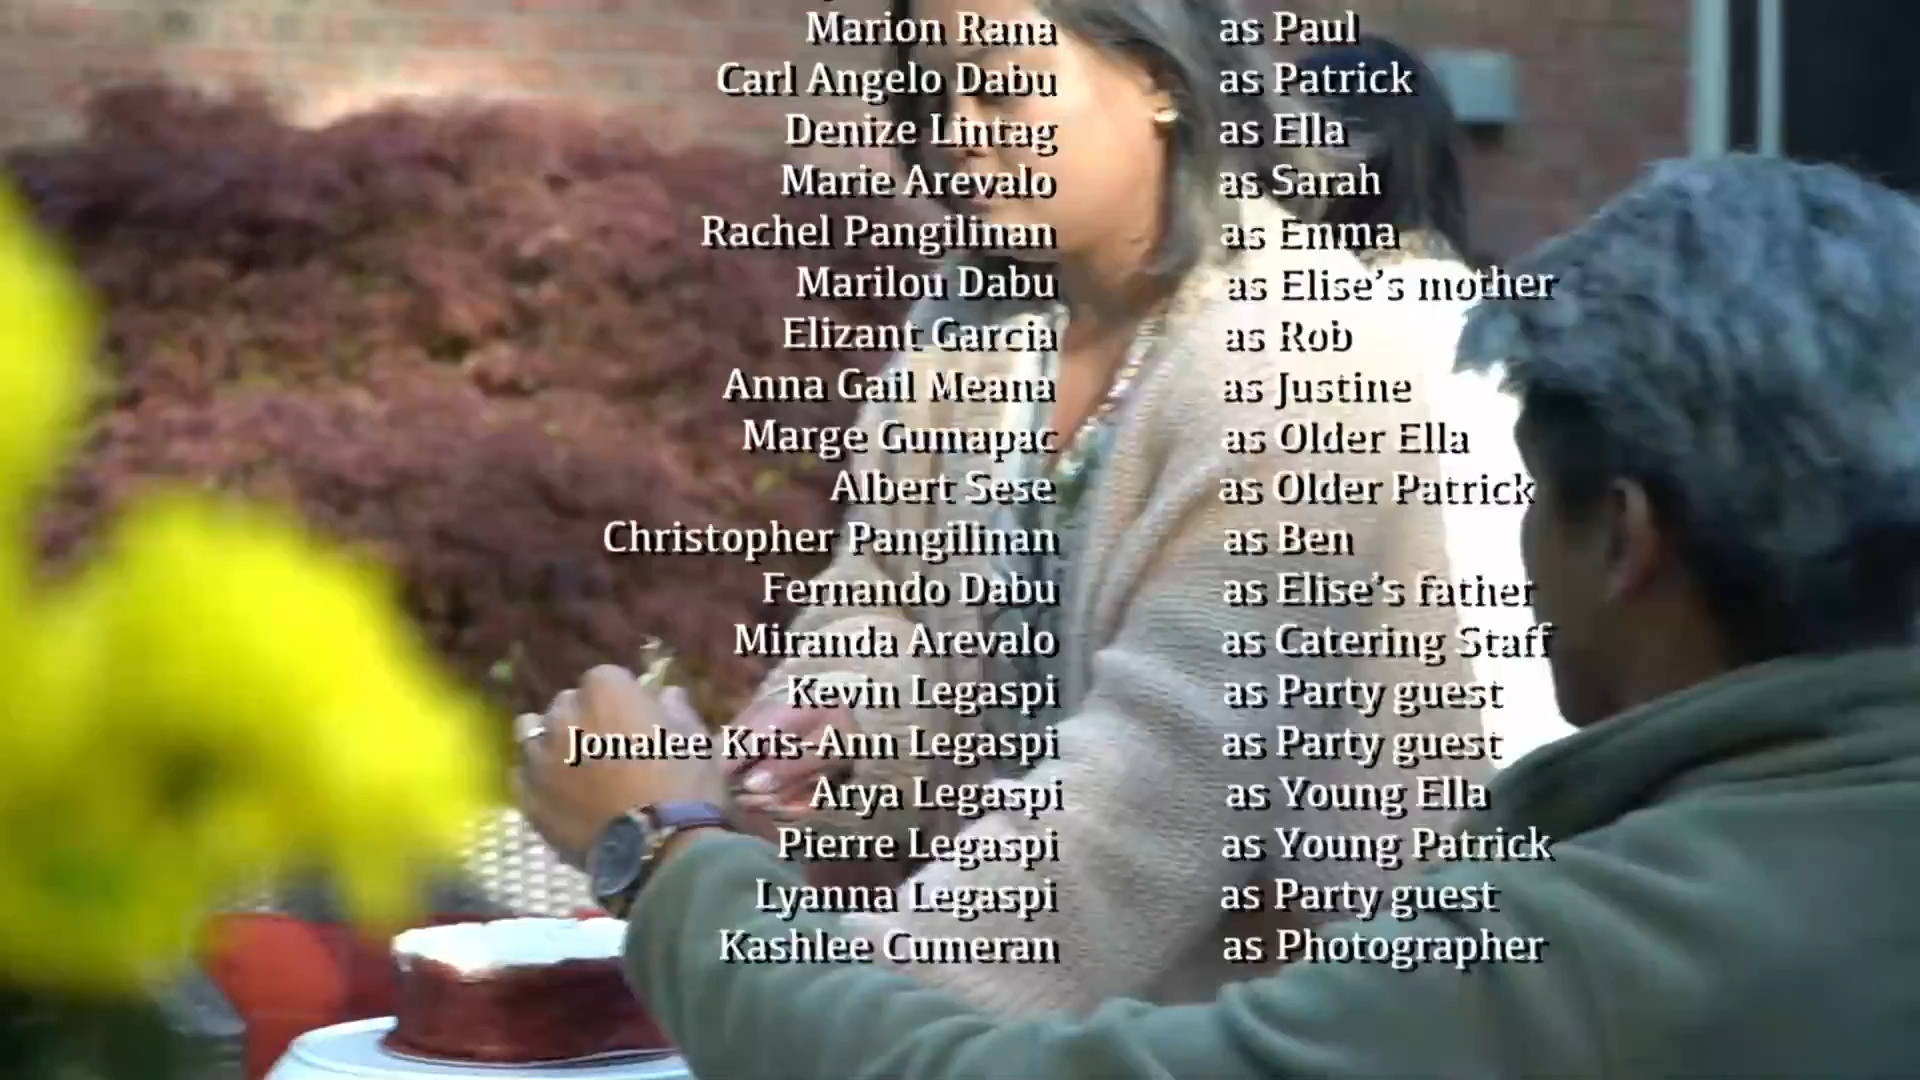 Marion Rana as Paul
Carl Angelo Dabu as Patrick
Denize Lintag as Ella
Marie Arevalo as Sarah
Rachel Pangilinan as Emma
Marilou Dabu as Elise's mother
Elizant Garcia as Rob
Anna Gail Meana as Justine
Marge Gumapac as Older Ella
Albert Sese as Older Patrick
Christopher Pangilinan as Ben
Fernando Dabu as Elise's father
Miranda Arevalo as Catering Staff
Kevin Legaspi as Party guest
Jonalee Kris-Ann Legaspi as Party guest
Arya Legaspi as Young Ella
Pierre Legaspi as Young Patrick
Lyanna Legaspi as Party guest
Kashlee Cumeran as Photographer